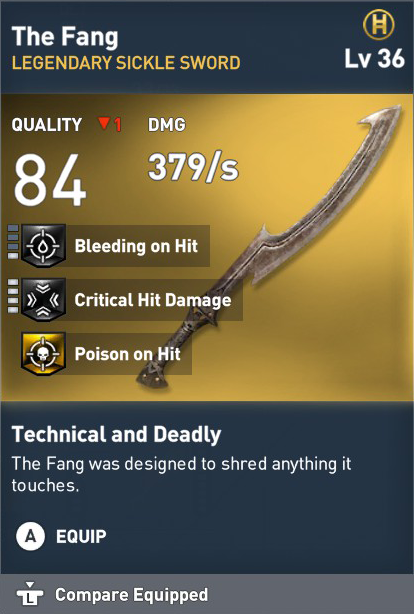 The Fang
LEGENDARY SICKLE SWORD
Lv 36
QUALITY ▼1 DMG
84 379/s
Bleeding on Hit
Critical Hit Damage
Poison on Hit
Technical and Deadly
The Fang was designed to shred anything it
touches.
A EQUIP
L Compare Equipped